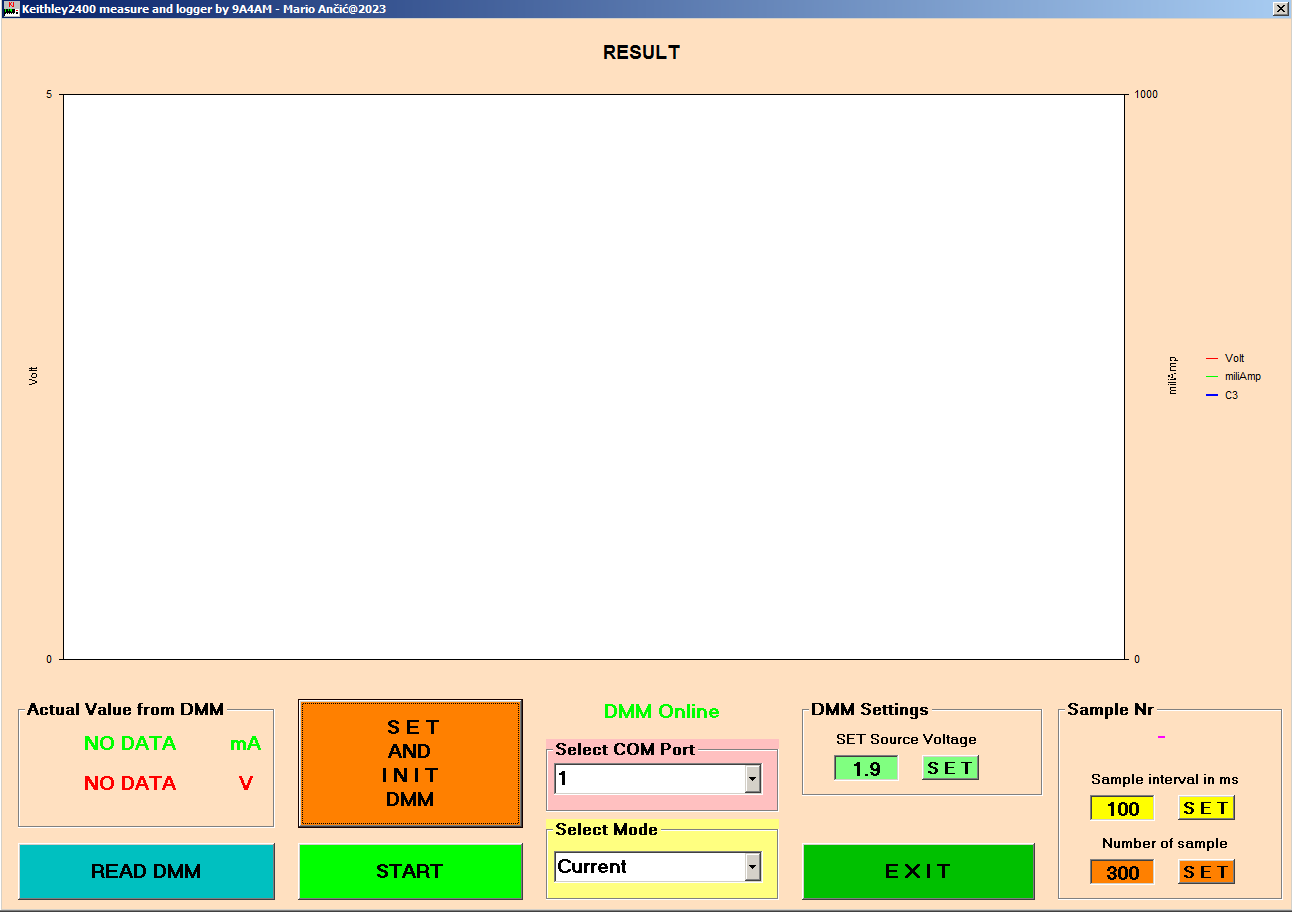 Keithley2400 measure and logger by 9A4AM - Mario Ančić@2023
RESULT
5
1000
Volt
miliAmp
Volt
miliAmp
C3
0
0
Actual Value from DMM
NO DATA mA
NO DATA V
READ DMM
S E T
AND
I N I T
DMM
START
DMM Online
Select COM Port
1
Select Mode
Current
DMM Settings
SET Source Voltage
1.9 S E T
E X I T
Sample Nr
-
Sample interval in ms
100 S E T
Number of sample
300 S E T